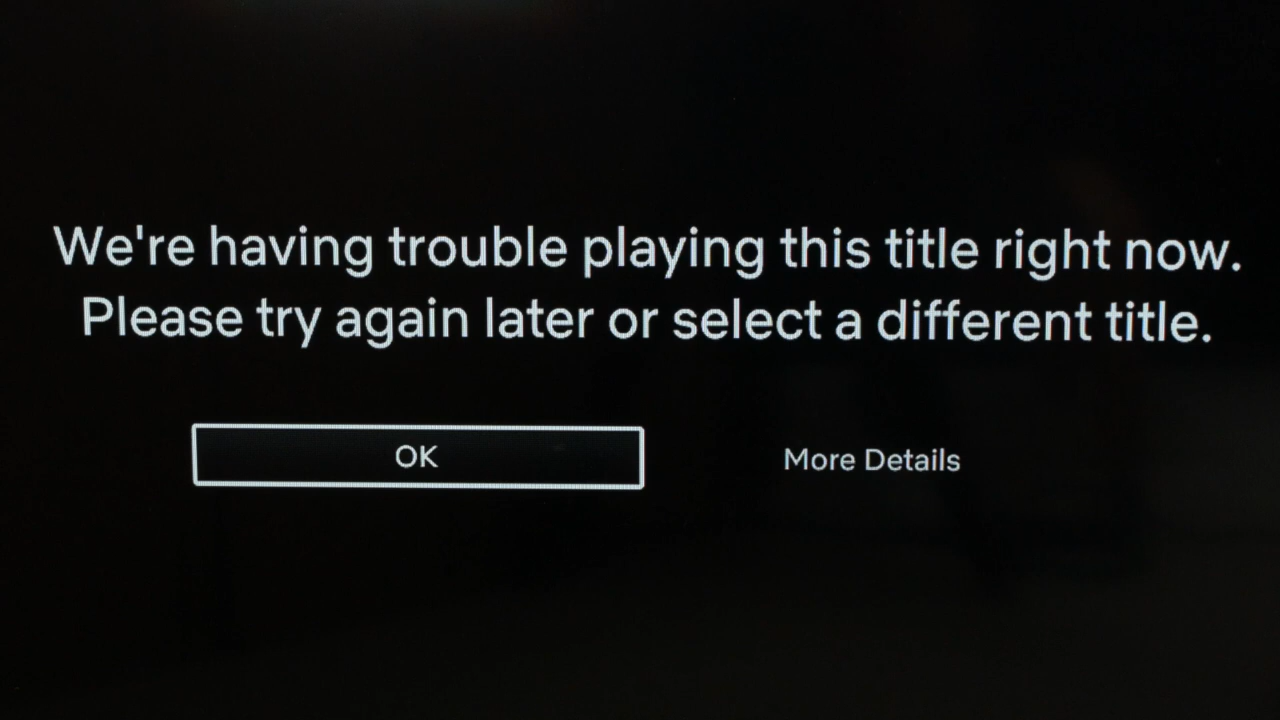 We're having trouble playing this title right now.
Please try again later or select a different title.
OK
More Details